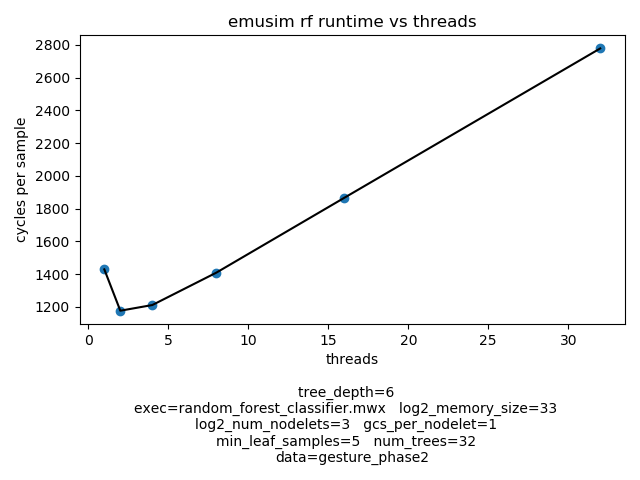 emusim rf runtime vs threads
cycles per sample
2800
2600
2400
2200
2000
1800
1600
1400
1200
0 5 10 15 20 25 30
threads
tree_depth=6
exec=random_forest_classifier.mwx log2_memory_size=33
log2_num_nodelets=3 gcs_per_nodelet=1
min_leaf_samples=5 num_trees=32
data=gesture_phase2